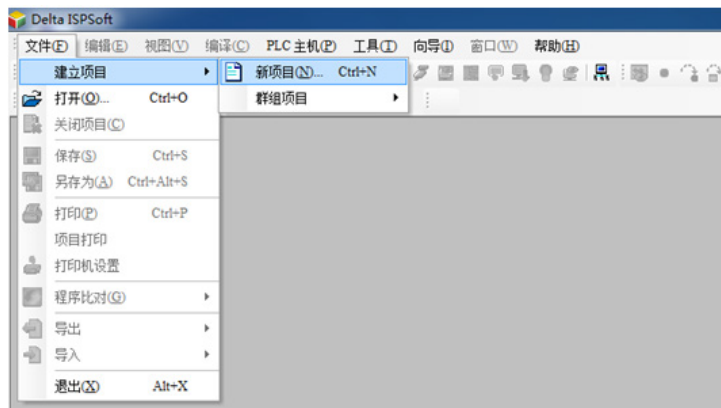 Delta ISPSoft
文件(F) 编辑(E) 视图(V) 编译(C) PLC 主机(P) 工具(T) 向导(I) 窗口(W) 帮助(H)
建立项目
新项目(N)... Ctrl+N
打开(O)... Ctrl+O
群组项目
关闭项目(C)
保存(S) Ctrl+S
另存为(A) Ctrl+Alt+S
打印(P) Ctrl+P
项目打印
打印机设置
程序比对(G)
导出
导入
退出(X) Alt+X